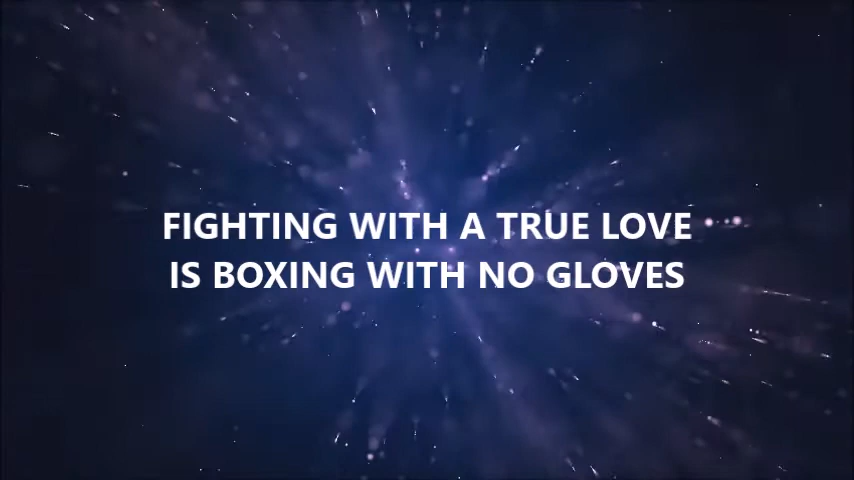 FIGHTING WITH A TRUE LOVE
IS BOXING WITH NO GLOVES